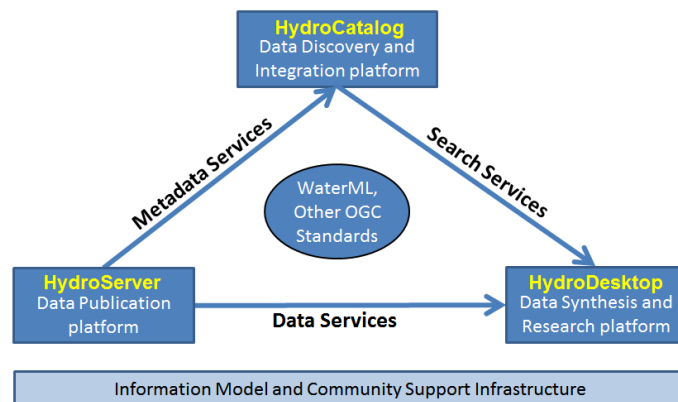 HydroCatalog
Data Discovery and
Integration platform
Metadata Services
Search Services
WaterML,
Other OGC
Standards
HydroServer
Data Publication
platform
Data Services
HydroDesktop
Data Synthesis and
Research platform
Information Model and Community Support Infrastructure